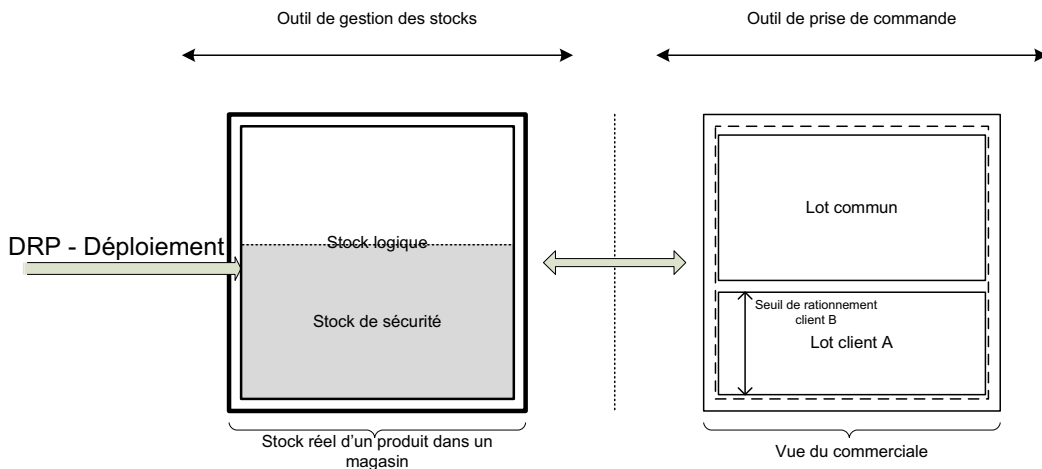 Outil de gestion des stocks
Outil de prise de commande
DRP - Déploiement
Stock logique
Stock de sécurité
Lot commun
Seuil de rationnement
client B
Lot client A
Stock réel d'un produit dans un
magasin
Vue du commerciale